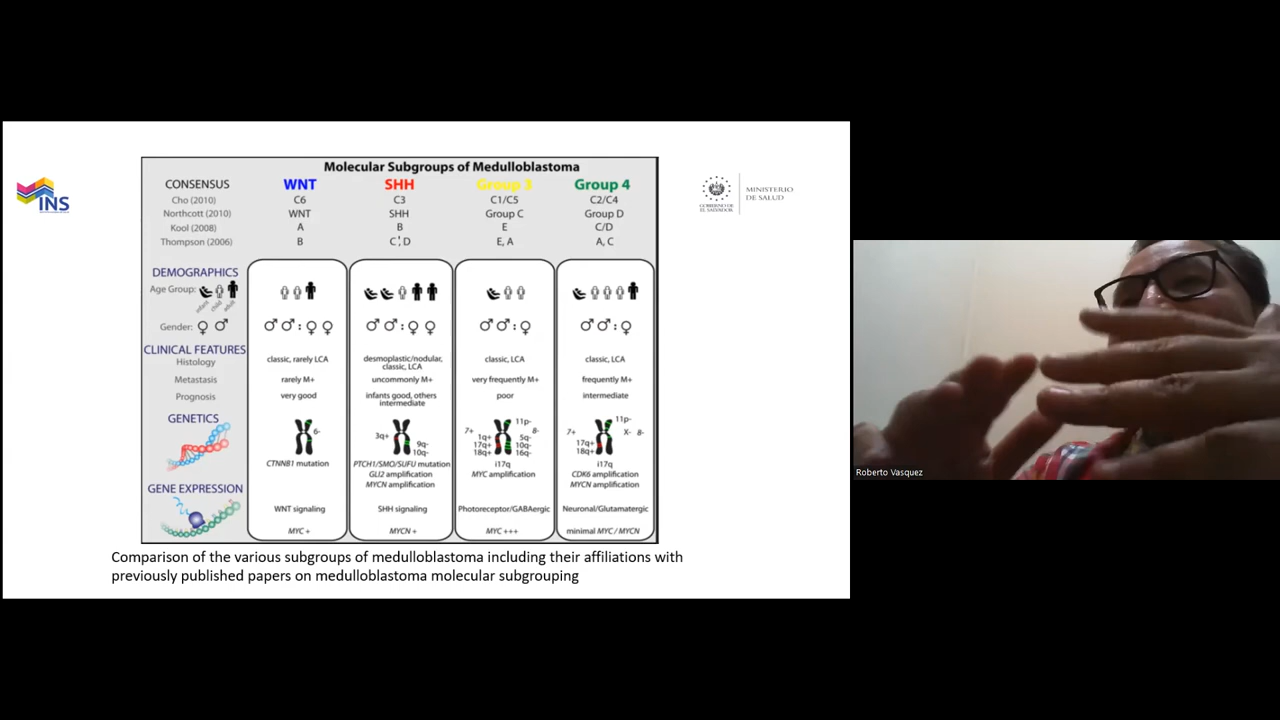 Molecular Subgroups of Medulloblastoma
CONSENSUS WNT SHH Group 3 Group 4
Cho (2010) C6 C3 C1/C5 C2/C4
Northcott (2010) WNT SHH Group C Group D
Kool (2008) A B E C/D
Thompson (2006) B C, D E, A A, C
DEMOGRAPHICS
Age Group:
infant child adult
Gender: ♀ ♂ ♂♂:♀♀ ♂♂:♀♀ ♂♂:♀ ♂♂:♀
CLINICAL FEATURES
Histology classic, rarely LCA desmoplastic/nodular, classic, LCA classic, LCA classic, LCA
Metastasis rarely M+ uncommonly M+ very frequently M+ frequently M+
Prognosis very good infants good, others intermediate poor intermediate
GENETICS
6-
3q+ 9q- 10q-
7+ 1q+ 17q+ 18q+ 11p- 8- 5q- 10q- 16q-
7+ 17q+ 18q+ 11p- X- 8-
i17q i17q
CTNNB1 mutation PTCH1/SMO/SUFU mutation MYC amplification CDK6 amplification
GLI2 amplification MYCN amplification
MYCN amplification
GENE EXPRESSION
WNT signaling SHH signaling Photoreceptor/GABAergic Neuronal/Glutamatergic
MYC + MYCN + MYC +++ minimal MYC / MYCN
Comparison of the various subgroups of medulloblastoma including their affiliations with
previously published papers on medulloblastoma molecular subgrouping
INS
GOBIERNO DE
EL SALVADOR
MINISTERIO
DE SALUD
Roberto Vasquez